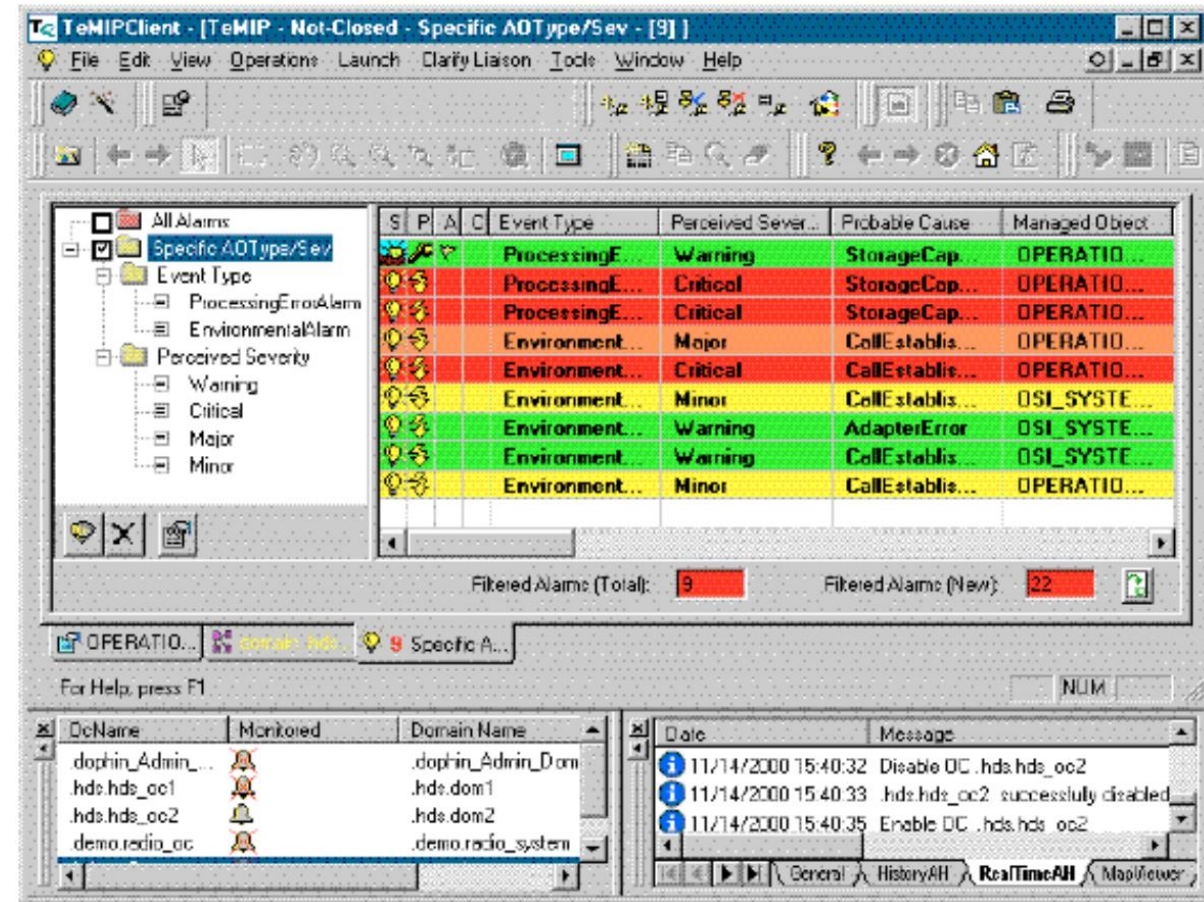 TeMIPClient - [TeMIP - Not-Closed - Specific AOType/Sev - [9] ]
File Edit View Operations Launch Clarify Liaison Tools Window Help
All Alarms
Specific AOType/Sev
Event Type
ProcessingErrorAlarm
EnvironmentalAlarm
Perceived Severity
Warning
Critical
Major
Minor
S P A C Event Type Perceived Sever... Probable Cause Managed Object
ProcessingE... Warning StorageCap... OPERATIO...
ProcessingE... Critical StorageCap... OPERATIO...
ProcessingE... Critical StorageCap... OPERATIO...
Environment... Major CallEstablis... OPERATIO...
Environment... Critical CallEstablis... OPERATIO...
Environment... Minor CallEstablis... OSI_SYSTE...
Environment... Warning AdapterError OSI_SYSTE...
Environment... Warning CallEstablis... OSI_SYSTE...
Environment... Minor CallEstablis... OPERATIO...
Filtered Alarms (Total): 9 Filtered Alarms (New): 22
OPERATIO... domain .hds... 9 Specific A...
For Help, press F1 NUM
OcName Monitored Domain Name
.dophin_Admin_... .dophin_Admin_Dom
.hds.hds_oc1 .hds.dom1
.hds.hds_oc2 .hds.dom2
.demo.radio_oc .demo.radio_system
Date Message
11/14/2000 15:40:32 Disable OC .hds.hds_oc2
11/14/2000 15:40:33 .hds.hds_oc2 successfuly disabled
11/14/2000 15:40:35 Enable OC .hds.hds_oc2
General HistoryAH RealTimeAH MapViewer